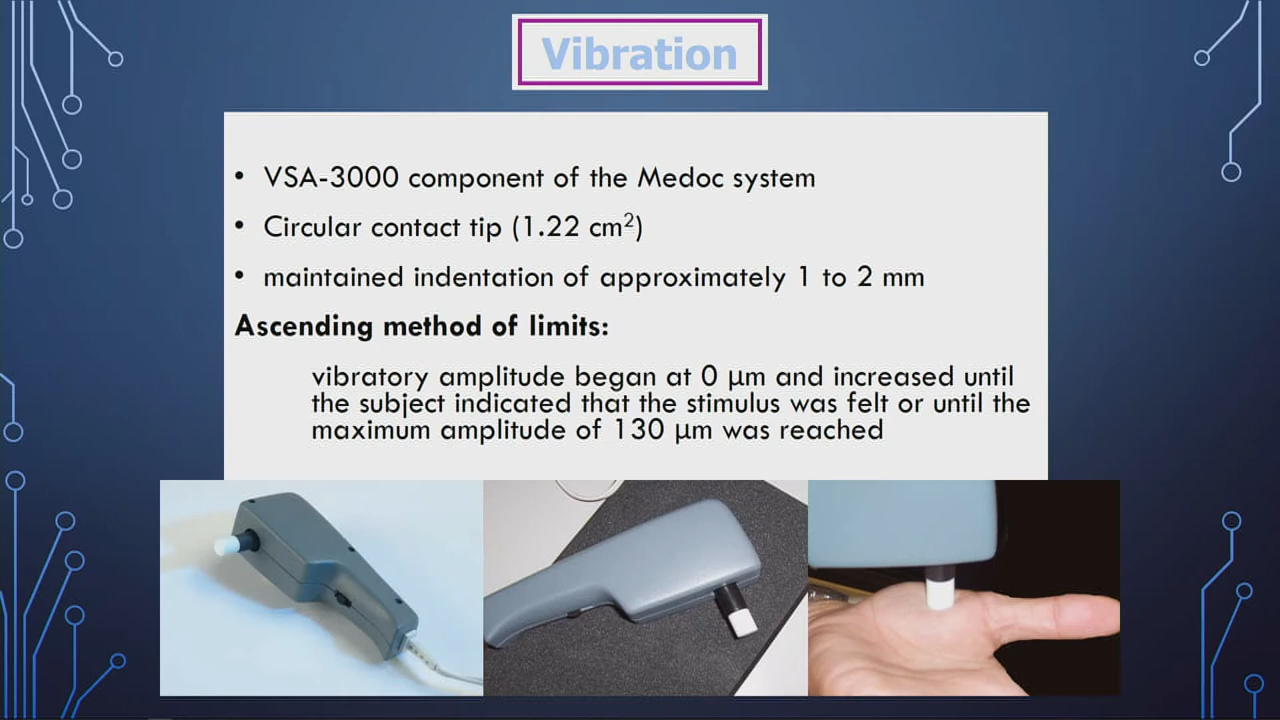 Vibration
• VSA-3000 component of the Medoc system
• Circular contact tip (1.22 cm²)
• maintained indentation of approximately 1 to 2 mm
Ascending method of limits:
vibratory amplitude began at 0 µm and increased until
the subject indicated that the stimulus was felt or until the
maximum amplitude of 130 µm was reached